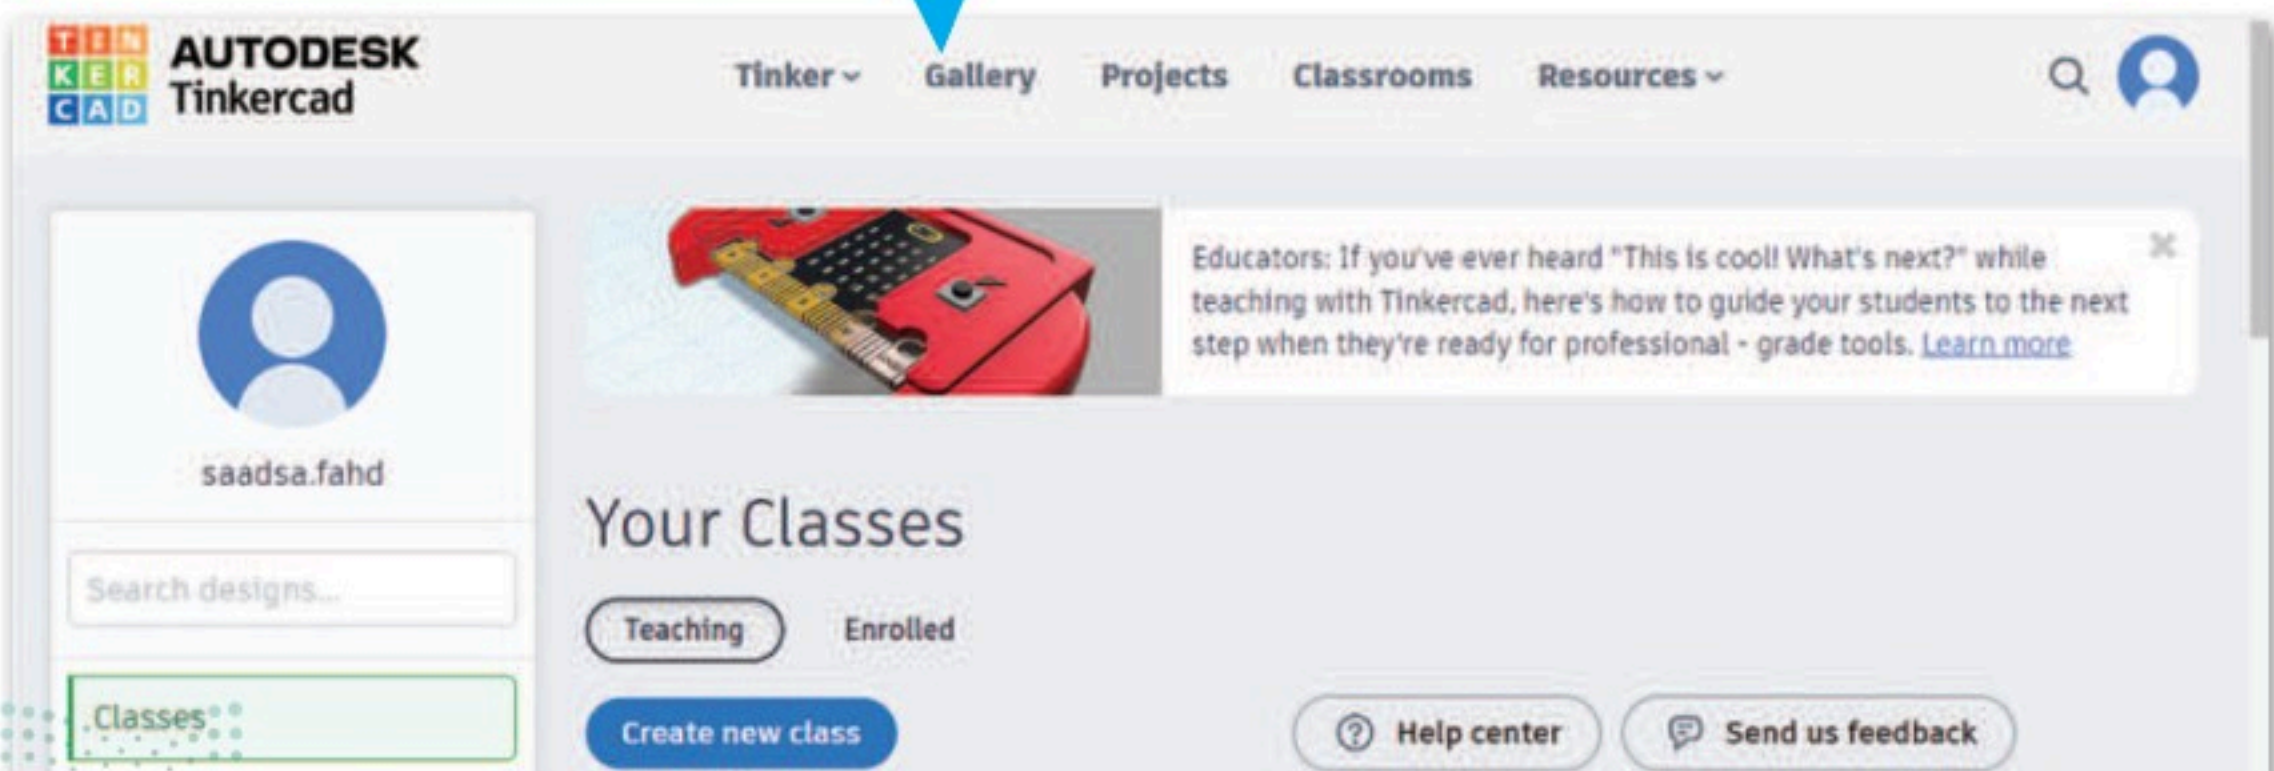 TIN
KER
CAD
AUTODESK
Tinkercad
Tinker Gallery Projects Classrooms Resources
Educators: If you've ever heard "This is cool! What's next?" while
teaching with Tinkercad, here's how to guide your students to the next
step when they're ready for professional - grade tools. Learn more
saadsa.fahd
Search designs...
Classes
Your Classes
Teaching Enrolled
Create new class Help center Send us feedback